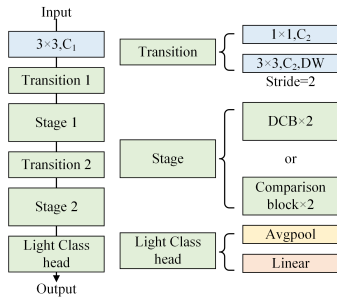 Input
3×3,C₁
Transition 1
Stage 1
Transition 2
Stage 2
Light Class
head
Output
Transition
1×1,C₂
3×3,C₂,DW
Stride=2
Stage
DCB×2
or
Comparison
block×2
Light Class
head
Avgpool
Linear